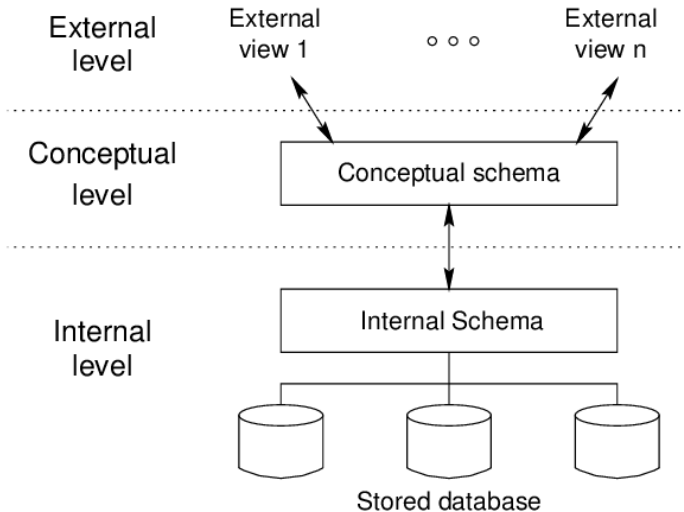 External
level
External
view 1
External
view n
Conceptual
level
Conceptual schema
Internal
level
Internal Schema
Stored database